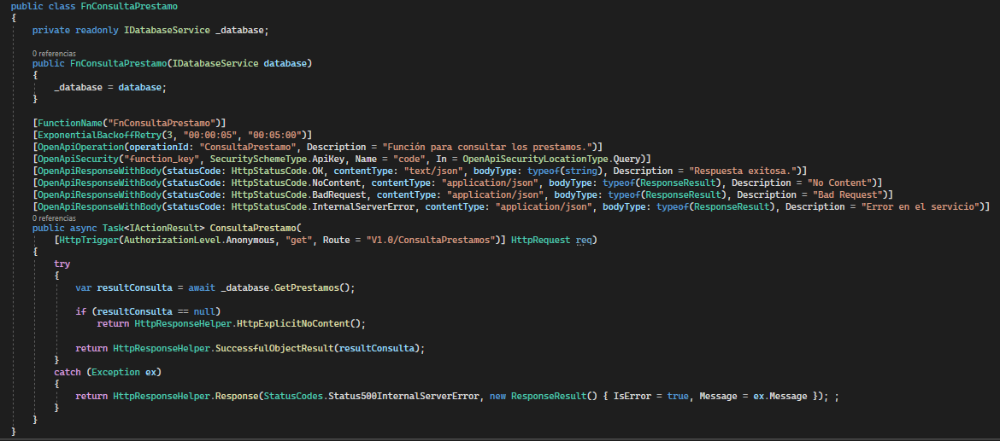 public class FnConsultaPrestamo
{
private readonly IDatabaseService _database;
0 referencias
public FnConsultaPrestamo(IDatabaseService database)
{
_database = database;
}
[FunctionName("FnConsultaPrestamo")]
[ExponentialBackoffRetry(3, "00:00:05", "00:05:00")]
[OpenApiOperation(operationId: "ConsultaPrestamo", Description = "Función para consultar los prestamos.")]
[OpenApiSecurity("function_key", SecuritySchemeType.ApiKey, Name = "code", In = OpenApiSecurityLocationType.Query)]
[OpenApiResponseWithBody(statusCode: HttpStatusCode.OK, contentType: "text/json", bodyType: typeof(string), Description = "Respuesta exitosa.")]
[OpenApiResponseWithBody(statusCode: HttpStatusCode.NoContent, contentType: "application/json", bodyType: typeof(ResponseResult), Description = "No Content")]
[OpenApiResponseWithBody(statusCode: HttpStatusCode.BadRequest, contentType: "application/json", bodyType: typeof(ResponseResult), Description = "Bad Request")]
[OpenApiResponseWithBody(statusCode: HttpStatusCode.InternalServerError, contentType: "application/json", bodyType: typeof(ResponseResult), Description = "Error en el servicio")]
0 referencias
public async Task<IActionResult> ConsultaPrestamo(
[HttpTrigger(AuthorizationLevel.Anonymous, "get", Route = "V1.0/ConsultaPrestamos")] HttpRequest req)
{
try
{
var resultConsulta = await _database.GetPrestamos();
if (resultConsulta == null)
return HttpResponseHelper.HttpExplicitNoContent();
return HttpResponseHelper.SuccessfulObjectResult(resultConsulta);
}
catch (Exception ex)
{
return HttpResponseHelper.Response(StatusCodes.Status500InternalServerError, new ResponseResult() { IsError = true, Message = ex.Message }); ;
}
}
}